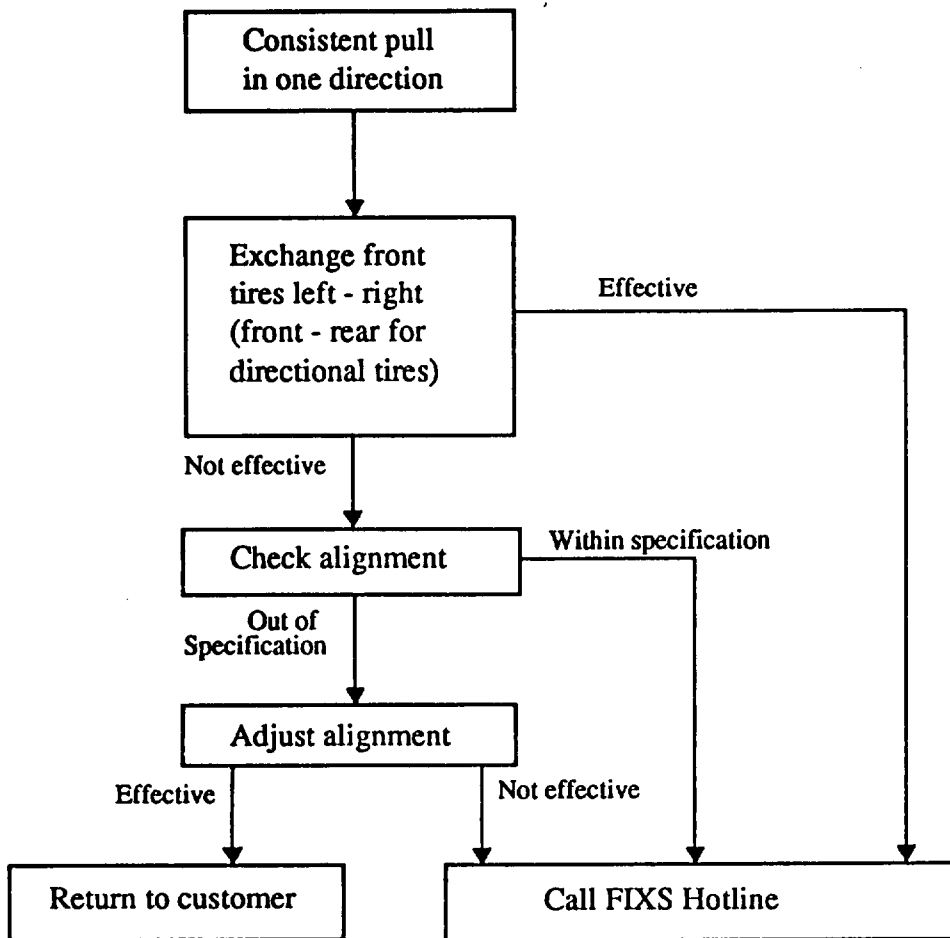 Consistent pull
in one direction
Exchange front
tires left - right
(front - rear for
directional tires)
Effective
Not effective
Check alignment
Within specification
Out of
Specification
Adjust alignment
Effective
Not effective
Return to customer
Call FIXS Hotline